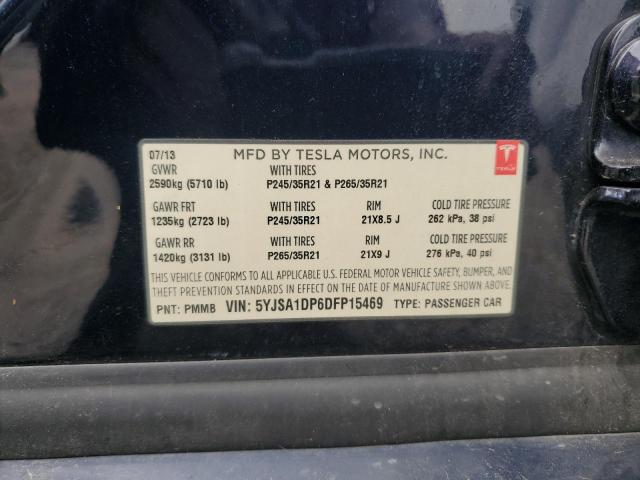 07/13 MFD BY TESLA MOTORS, INC.
GVWR WITH TIRES
2590kg (5710 lb) P245/35R21 & P265/35R21
TESLA
GAWR FRT WITH TIRES RIM COLD TIRE PRESSURE
1235kg (2723 lb) P245/35R21 21X8.5 J 262 kPa, 38 psi
GAWR RR WITH TIRES RIM COLD TIRE PRESSURE
1420kg (3131 lb) P265/35R21 21X9 J 276 kPa, 40 psi
THIS VEHICLE CONFORMS TO ALL APPLICABLE U.S. FEDERAL MOTOR VEHICLE SAFETY, BUMPER, AND
THEFT PREVENTION STANDARDS IN EFFECT ON THE DATE OF MANUFACTURE SHOWN ABOVE.
PNT: PMMB VIN: 5YJSA1DP6DFP15469 TYPE: PASSENGER CAR